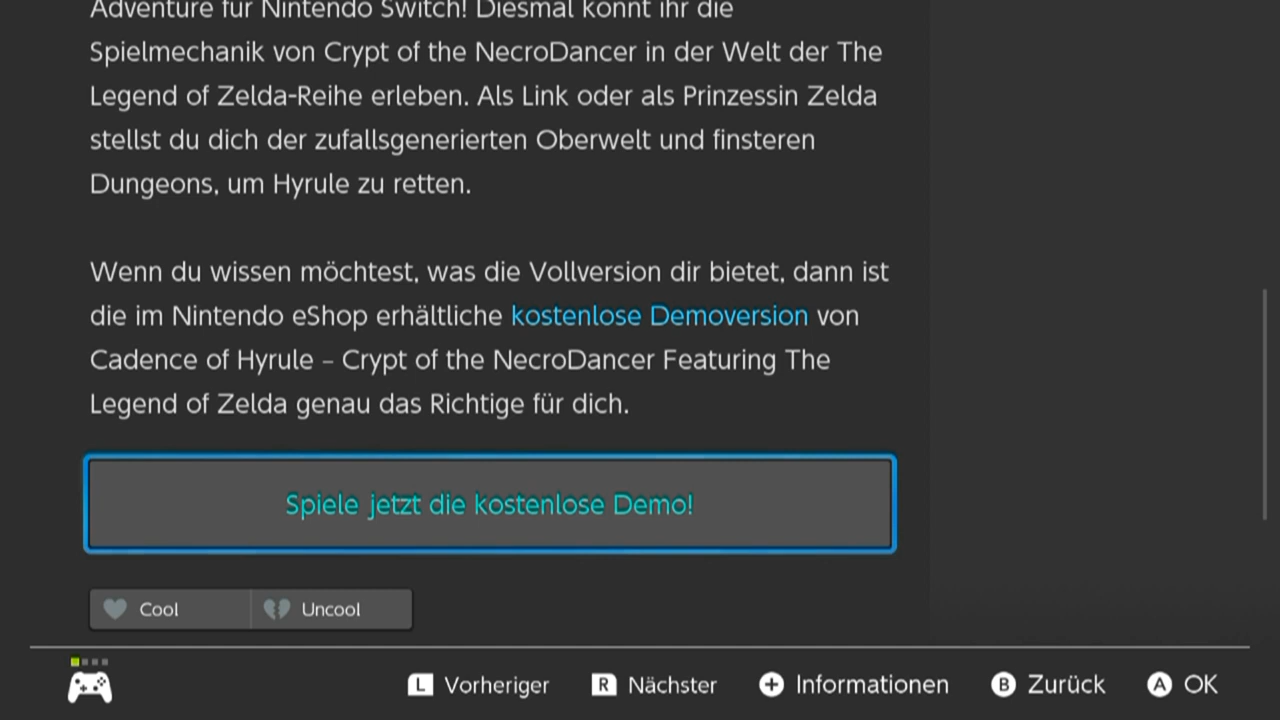 Adventure für Nintendo Switch! Diesmal könnt ihr die
Spielmechanik von Crypt of the NecroDancer in der Welt der The
Legend of Zelda-Reihe erleben. Als Link oder als Prinzessin Zelda
stellst du dich der zufallsgenerierten Oberwelt und finsteren
Dungeons, um Hyrule zu retten.
Wenn du wissen möchtest, was die Vollversion dir bietet, dann ist
die im Nintendo eShop erhältliche kostenlose Demoversion von
Cadence of Hyrule – Crypt of the NecroDancer Featuring The
Legend of Zelda genau das Richtige für dich.
Spiele jetzt die kostenlose Demo!
Cool Uncool
L Vorheriger R Nächster + Informationen B Zurück A OK